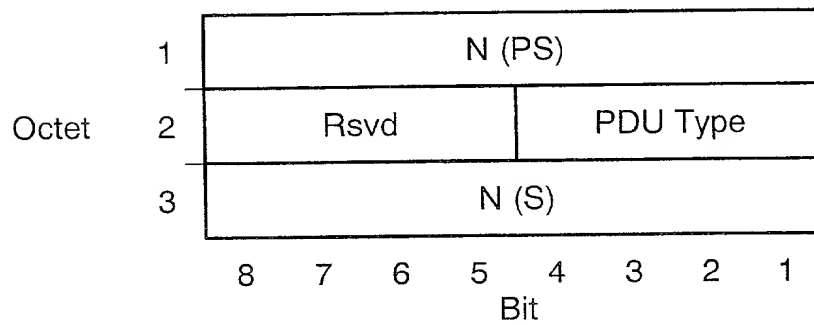 1 N (PS)
Octet 2 Rsvd PDU Type
3 N (S)
8 7 6 5 4 3 2 1
Bit